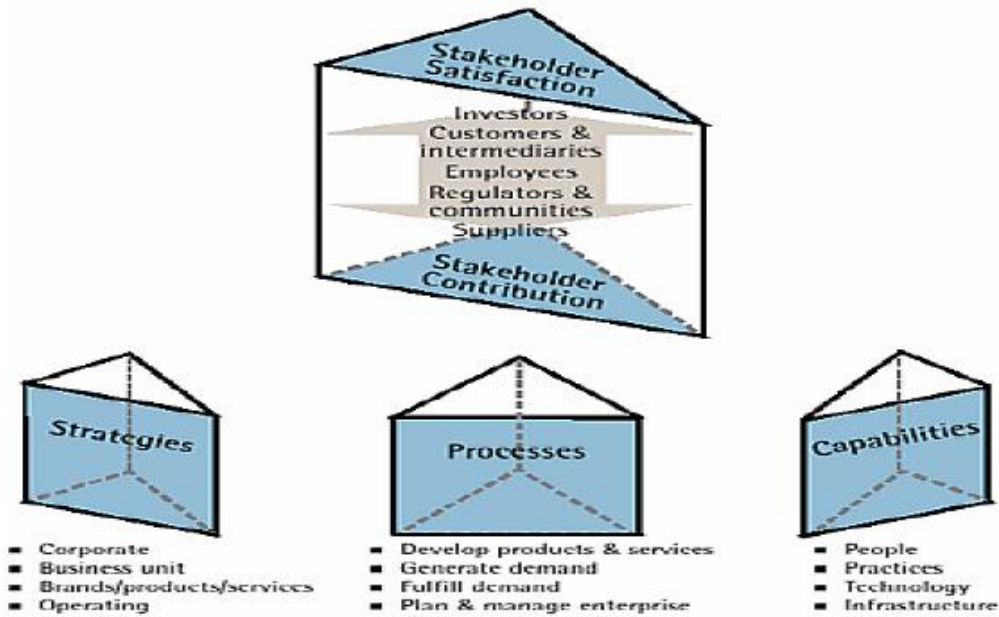 Stakeholder
Satisfaction
Investors
Customers &
intermediaries
Employees
Regulators &
communities
Suppliers
Stakeholder
Contribution
Strategies
▪ Corporate
▪ Business unit
▪ Brands/products/services
▪ Operating
Processes
▪ Develop products & services
▪ Generate demand
▪ Fulfill demand
▪ Plan & manage enterprise
Capabilities
▪ People
▪ Practices
▪ Technology
▪ Infrastructure